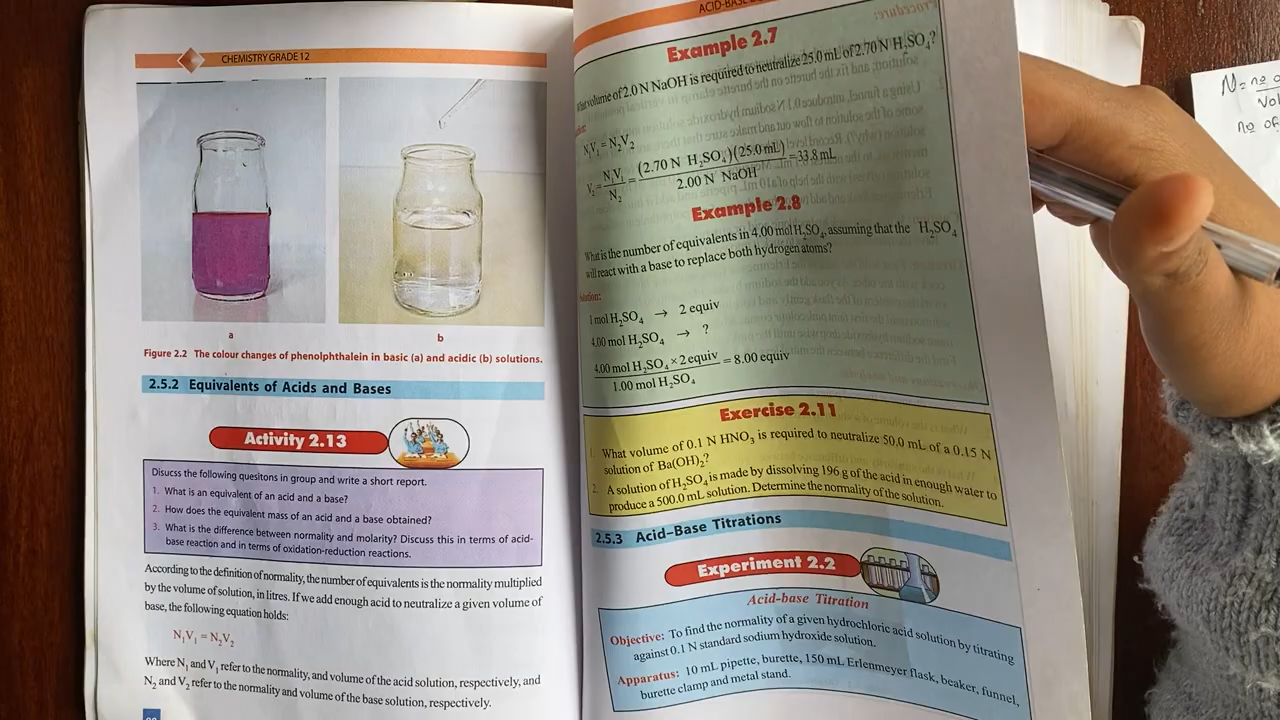 CHEMISTRY GRADE 12
a
b
Figure 2.2 The colour changes of phenolphthalein in basic (a) and acidic (b) solutions.
2.5.2 Equivalents of Acids and Bases
Activity 2.13
Discuss the following quesitons in group and write a short report.
1. What is an equivalent of an acid and a base?
2. How does the equivalent mass of an acid and a base obtained?
3. What is the difference between normality and molarity? Discuss this in terms of acid-
base reaction and in terms of oxidation-reduction reactions.
According to the definition of normality, the number of equivalents is the normality multiplied
by the volume of solution, in litres. If we add enough acid to neutralize a given volume of
base, the following equation holds:
N₁V₁ = N₂V₂
Where N₁ and V₁ refer to the normality, and volume of the acid solution, respectively, and
N₂ and V₂ refer to the normality and volume of the base solution, respectively.
ACID-BASE
Example 2.7
volume of 2.0 N NaOH is required to neutralize 25.0 mL of 2.70 N H₂SO₄?
N₁V₁ = N₂V₂
V₂ = N₁V₁/N₂ = (2.70 N H₂SO₄)(25.0 mL)/2.00 N NaOH = 33.8 mL
Example 2.8
What is the number of equivalents in 4.00 mol H₂SO₄, assuming that the H₂SO₄
will react with a base to replace both hydrogen atoms?
1 mol H₂SO₄ → 2 equiv
4.00 mol H₂SO₄ → ?
4.00 mol H₂SO₄ × 2 equiv/1.00 mol H₂SO₄ = 8.00 equiv
Exercise 2.11
1. What volume of 0.1 N HNO₃ is required to neutralize 50.0 mL of a 0.15 N
solution of Ba(OH)₂?
2. A solution of H₂SO₄ is made by dissolving 196 g of the acid in enough water to
produce a 500.0 mL solution. Determine the normality of the solution.
2.5.3 Acid–Base Titrations
Experiment 2.2
Acid-base Titration
Objective: To find the normality of a given hydrochloric acid solution by titrating
against 0.1 N standard sodium hydroxide solution.
Apparatus: 10 mL pipette, burette, 150 mL Erlenmeyer flask, beaker, funnel,
burette clamp and metal stand.
N = no
Vol
no of